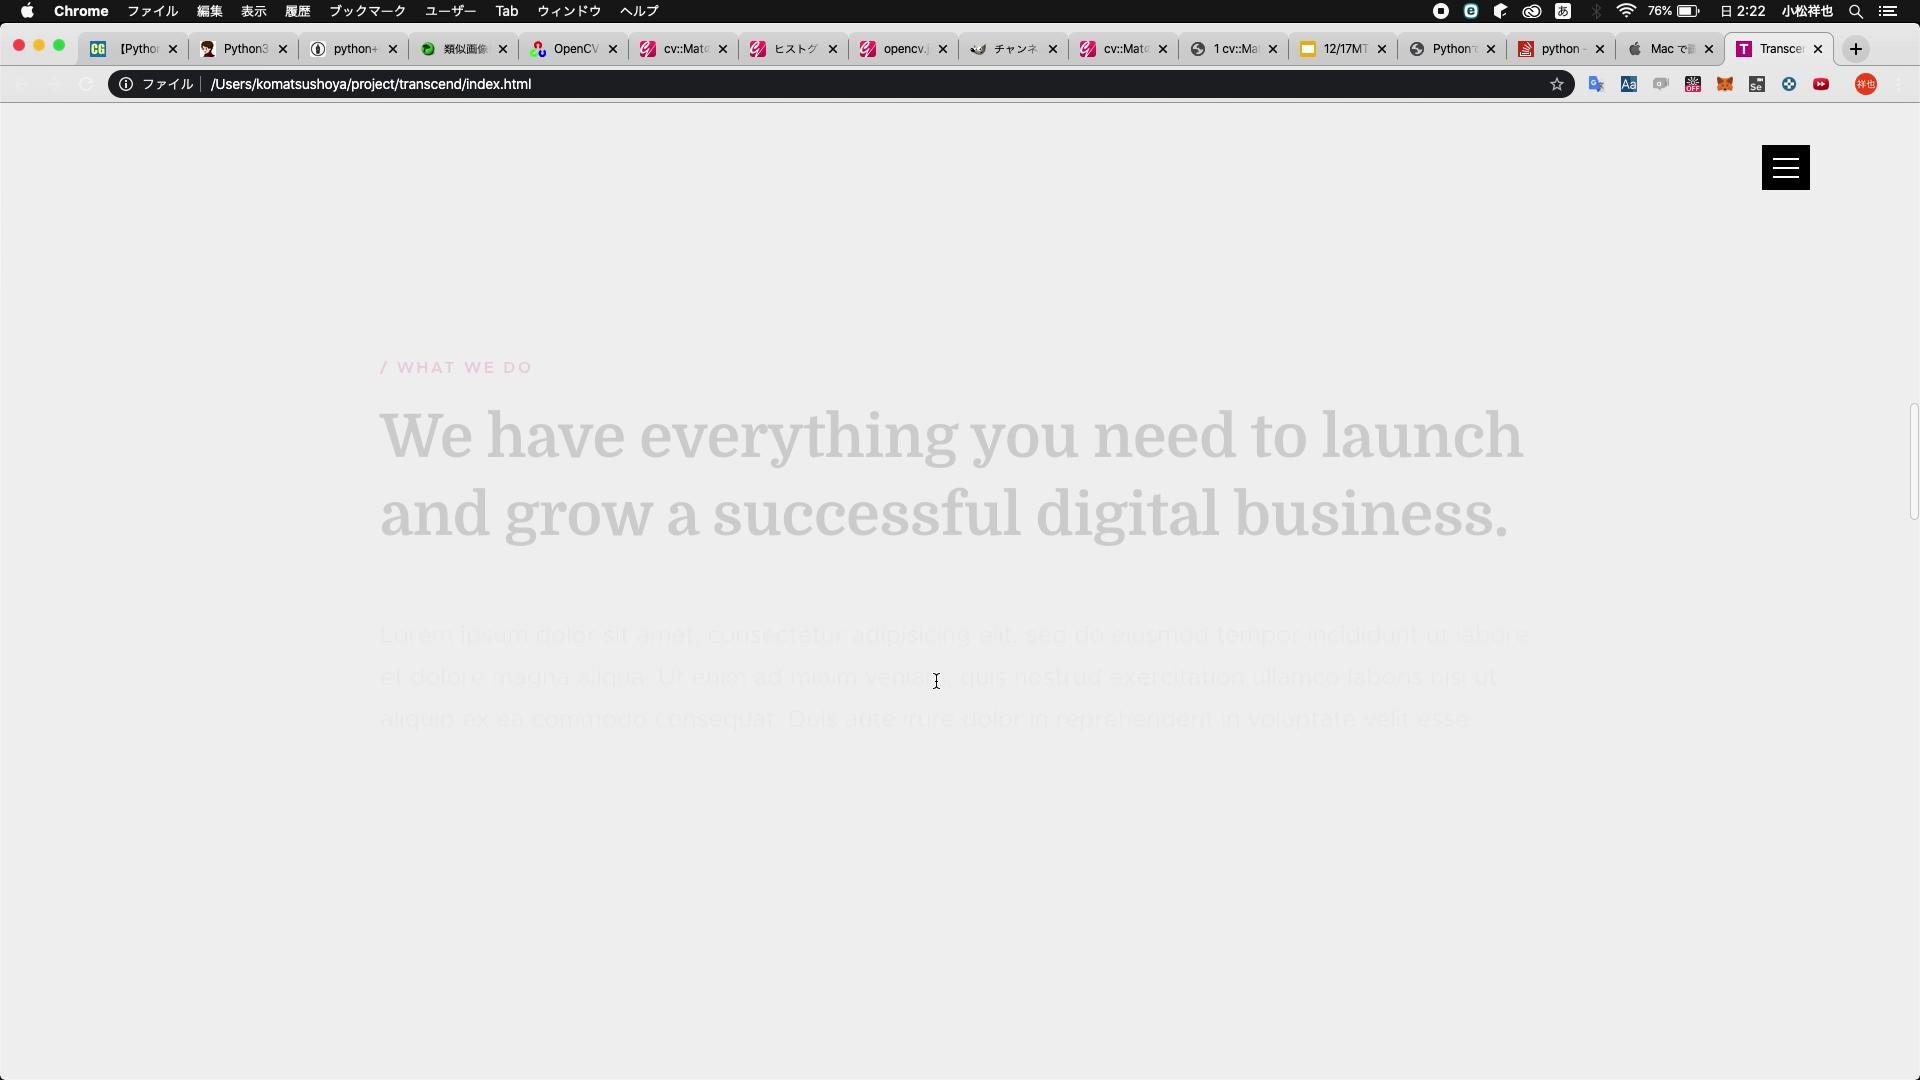 Chrome ファイル 編集 表示 履歴 ブックマーク ユーザー Tab ウィンドウ ヘルプ あ 76% 日 2:22 小松祥也
CG 【Pytho Python3 python+ 類似画像 OpenCV cv::Mat ヒストグ opencv. チャンネ cv::Mat 1 cv::Ma 12/17MT Python python - Mac で T Transce
ファイル /Users/komatsushoya/project/transcend/index.html Aa OFF Se 祥也
/ WHAT WE DO
We have everything you need to launch
and grow a successful digital business.
Lorem ipsum dolor sit amet, consectetur adipisicing elit, sed do eiusmod tempor incididunt ut labore
et dolore magna aliqua. Ut enim ad minim veniam, quis nostrud exercitation ullamco laboris nisi ut
aliquip ex ea commodo consequat. Duis aute irure dolor in reprehenderit in voluptate velit esse